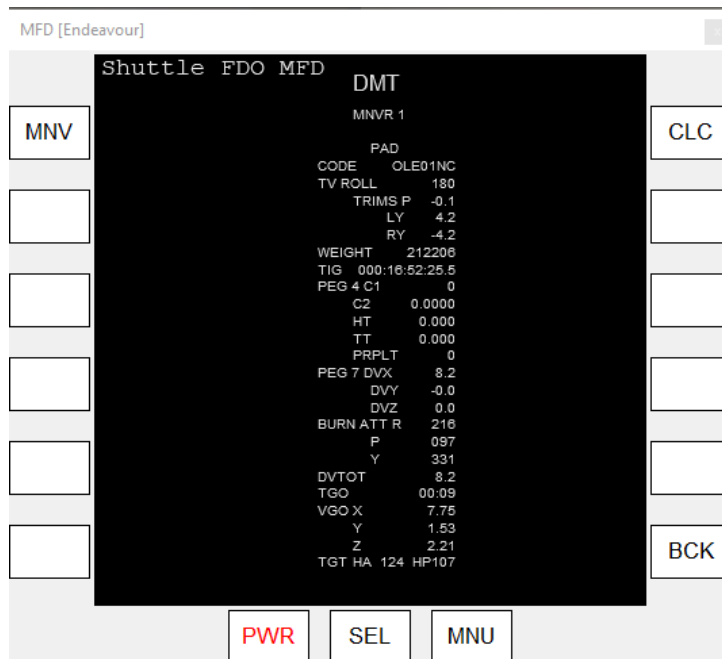 MFD [Endeavour]
x
Shuttle FDO MFD
DMT
MNVR 1
MNV
CLC
PAD
CODE OLE01NC
TV ROLL 180
TRIMS P -0.1
LY 4.2
RY -4.2
WEIGHT 212206
TIG 000:16:52:25.5
PEG 4 C1 0
C2 0.0000
HT 0.000
TT 0.000
PRPLT 0
PEG 7 DVX 8.2
DVY -0.0
DVZ 0.0
BURN ATT R 216
P 097
Y 331
DVTOT 8.2
TGO 00:09
VGO X 7.75
Y 1.53
Z 2.21
TGT HA 124 HP107
BCK
PWR SEL MNU